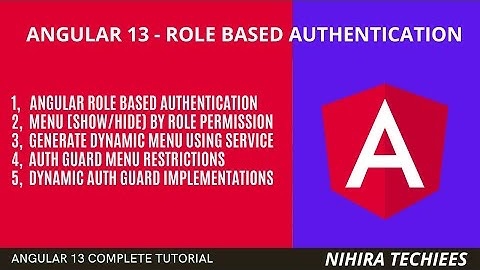 ANGULAR 13 - ROLE BASED AUTHENTICATION
1, ANGULAR ROLE BASED AUTHENTICATION
2, MENU [SHOW/HIDE] BY ROLE PERMISSION
3, GENERATE DYNAMIC MENU USING SERVICE
4, AUTH GUARD MENU RESTRICTIONS
5, DYNAMIC AUTH GUARD IMPLEMENTATIONS
A
ANGULAR 13 COMPLETE TUTORIAL
NIHIRA TECHIEES